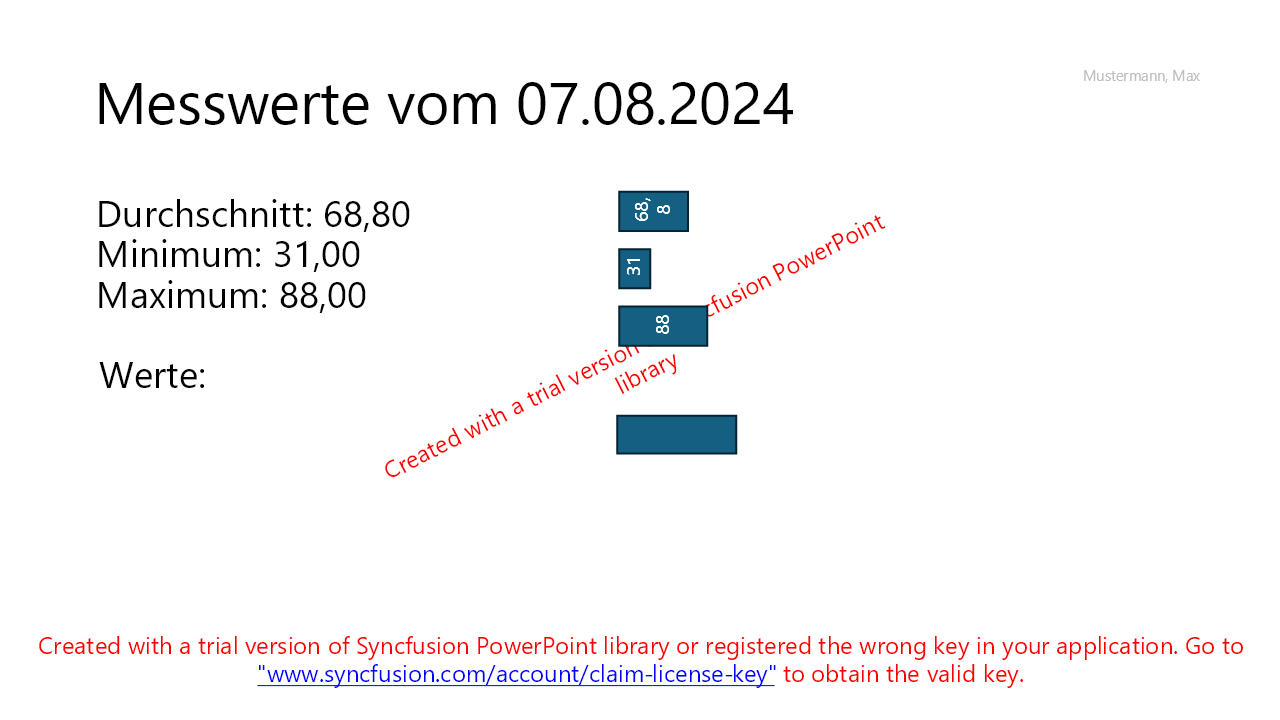 Mustermann, Max
Messwerte vom 07.08.2024
Durchschnitt: 68,80
Minimum: 31,00
Maximum: 88,00
Werte:
68,
8
31
88
Created with a trial version cfusion PowerPoint
library
Created with a trial version of Syncfusion PowerPoint library or registered the wrong key in your application. Go to
"www.syncfusion.com/account/claim-license-key" to obtain the valid key.